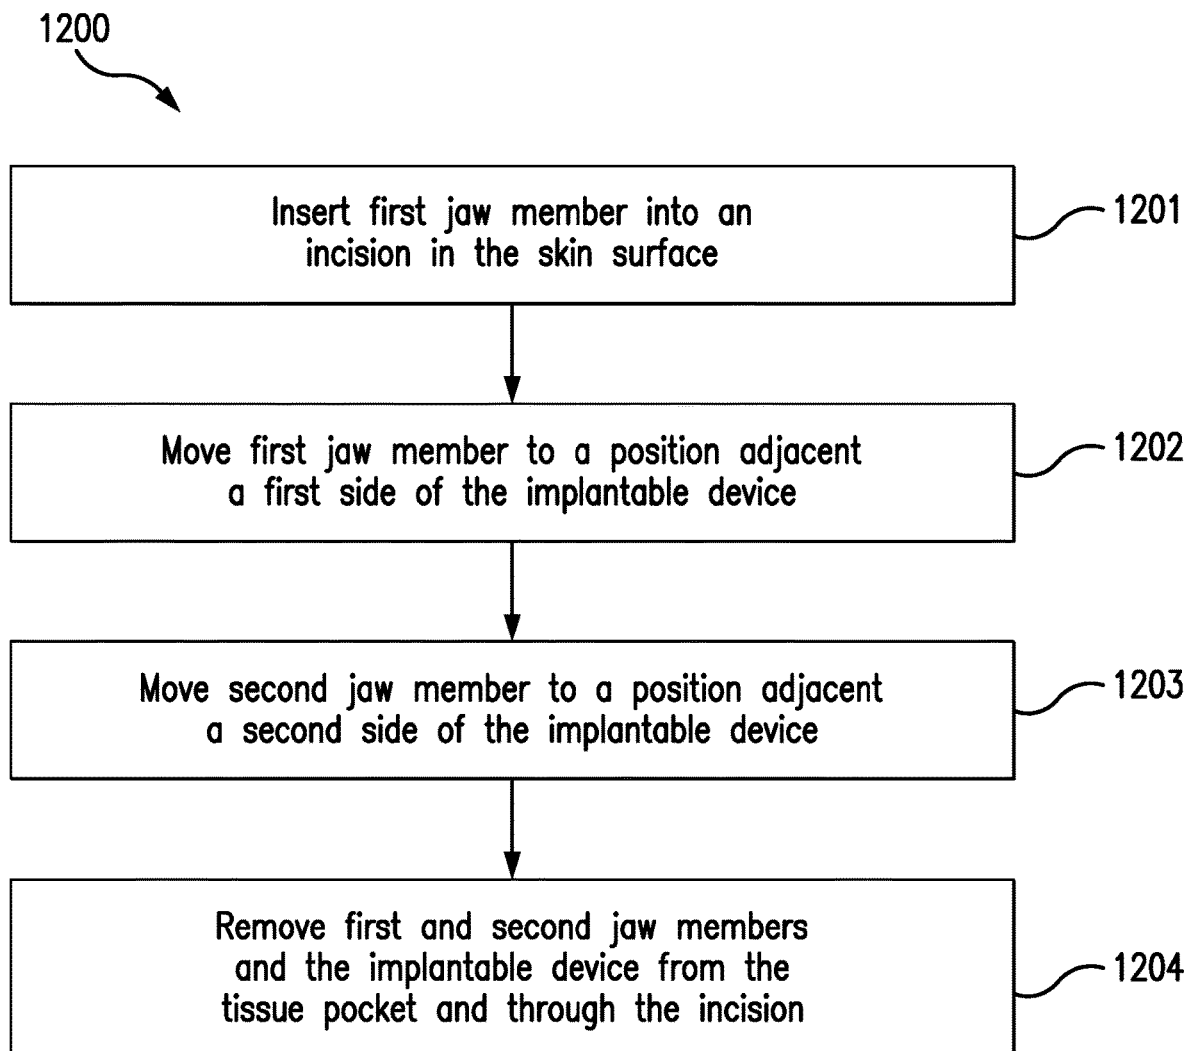 1200
Insert first jaw member into an
incision in the skin surface
1201
Move first jaw member to a position adjacent
a first side of the implantable device
1202
Move second jaw member to a position adjacent
a second side of the implantable device
1203
Remove first and second jaw members
and the implantable device from the
tissue pocket and through the incision
1204